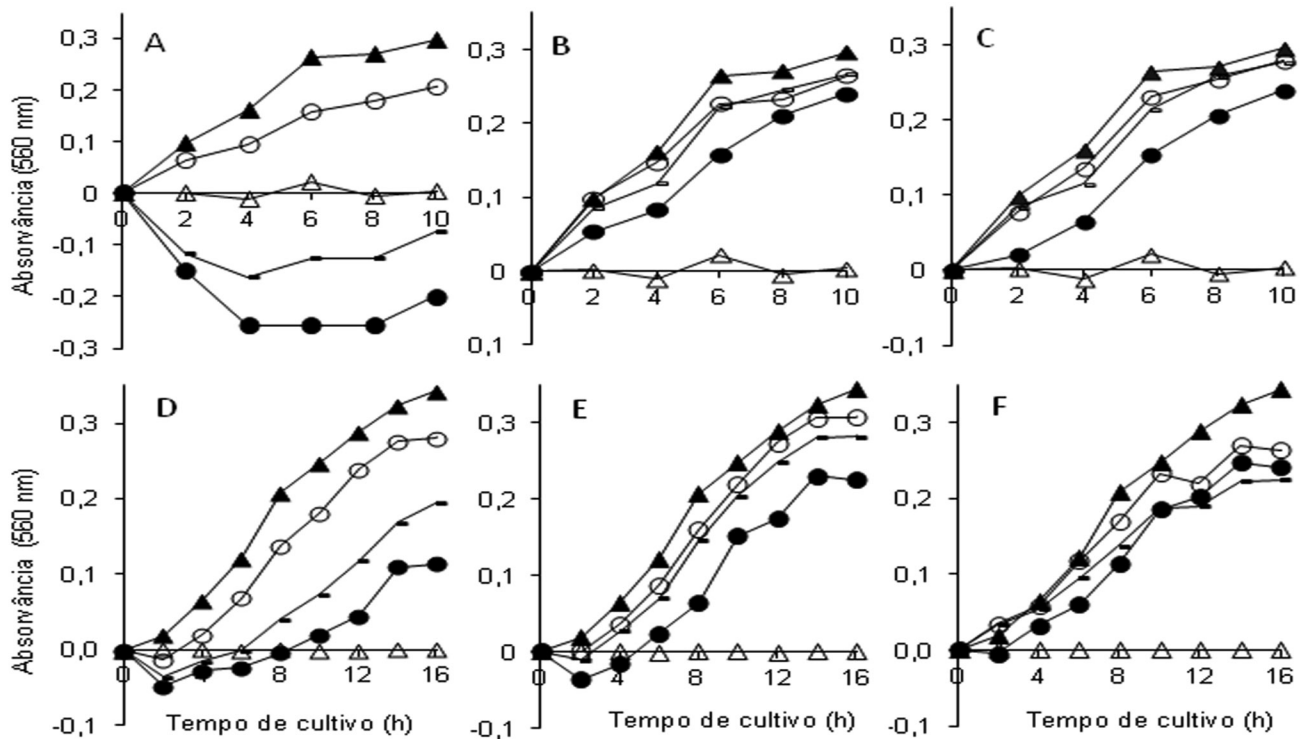 A
0,3
0,2
0,1
0
-0,1
-0,2
-0,3
0 2 4 6 8 10
Absorvância (560 nm)
B
0,3
0,2
0,1
0
0,1
0 2 4 6 8 10
C
0,3
0,2
0,1
0
-0,1
0 2 4 6 8 10
D
0,3
0,2
0,1
0,0
-0,1
0 4 8 12 16
Absorvância (560 nm)
Tempo de cultivo (h)
E
0,3
0,2
0,1
0
-0,1
0 4 8 12 16
Tempo de cultivo (h)
F
0,3
0,2
0,1
0
-0,1
0 4 8 12 16
Tempo de cultivo (h)